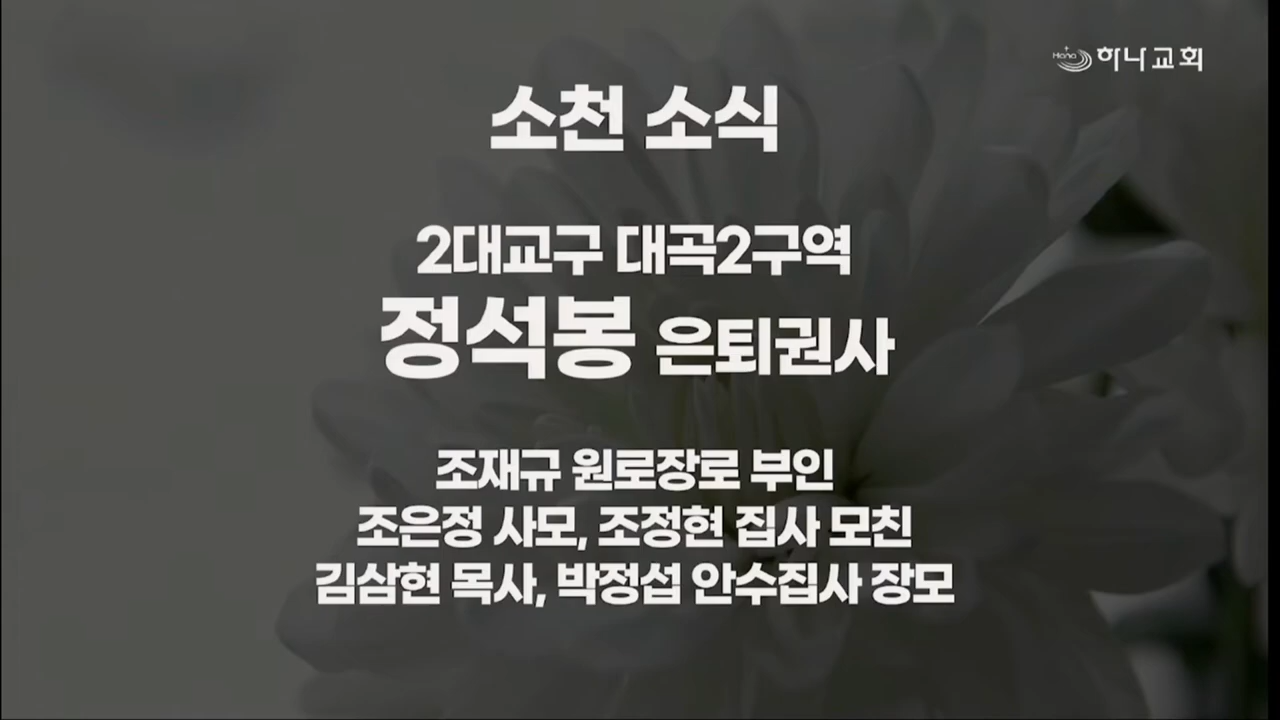 Hana 하나교회
소천 소식
2대교구 대곡2구역
정석봉 은퇴권사
조재규 원로장로 부인
조은정 사모, 조정현 집사 모친
김삼현 목사, 박정섭 안수집사 장모